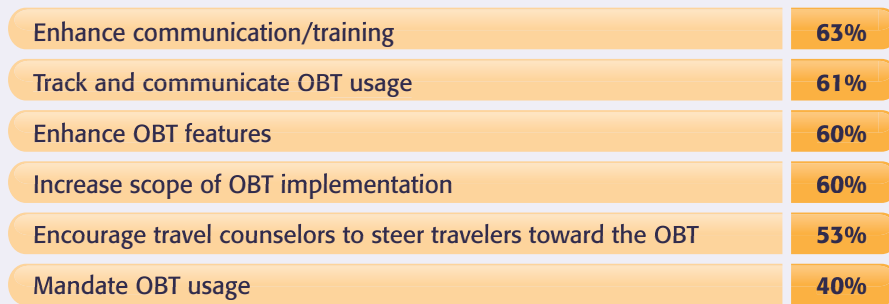 Enhance communication/training 63%
Track and communicate OBT usage 61%
Enhance OBT features 60%
Increase scope of OBT implementation 60%
Encourage travel counselors to steer travelers toward the OBT 53%
Mandate OBT usage 40%